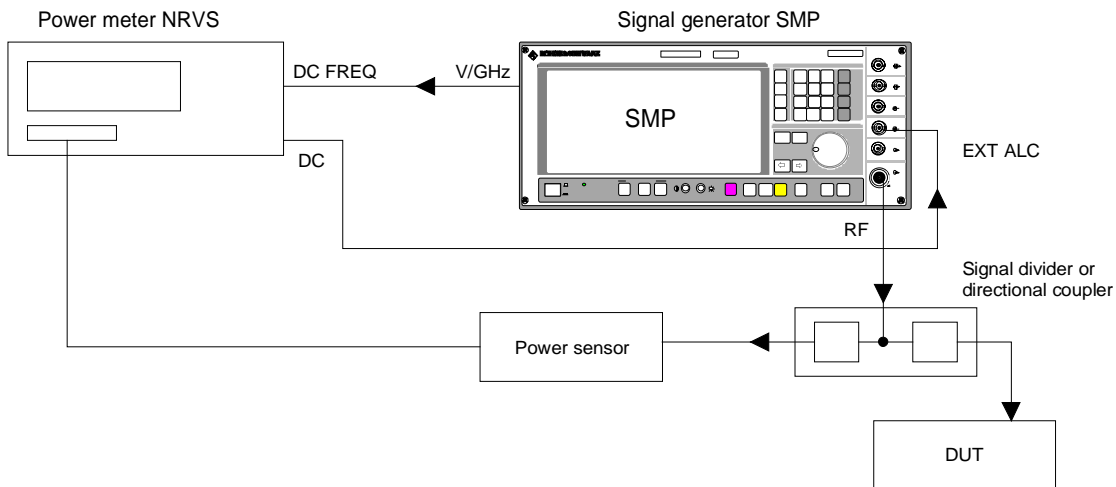 Power meter NRVS
Signal generator SMP
DC FREQ
V/GHz
SMP
DC
EXT ALC
RF
Signal divider or
directional coupler
Power sensor
DUT